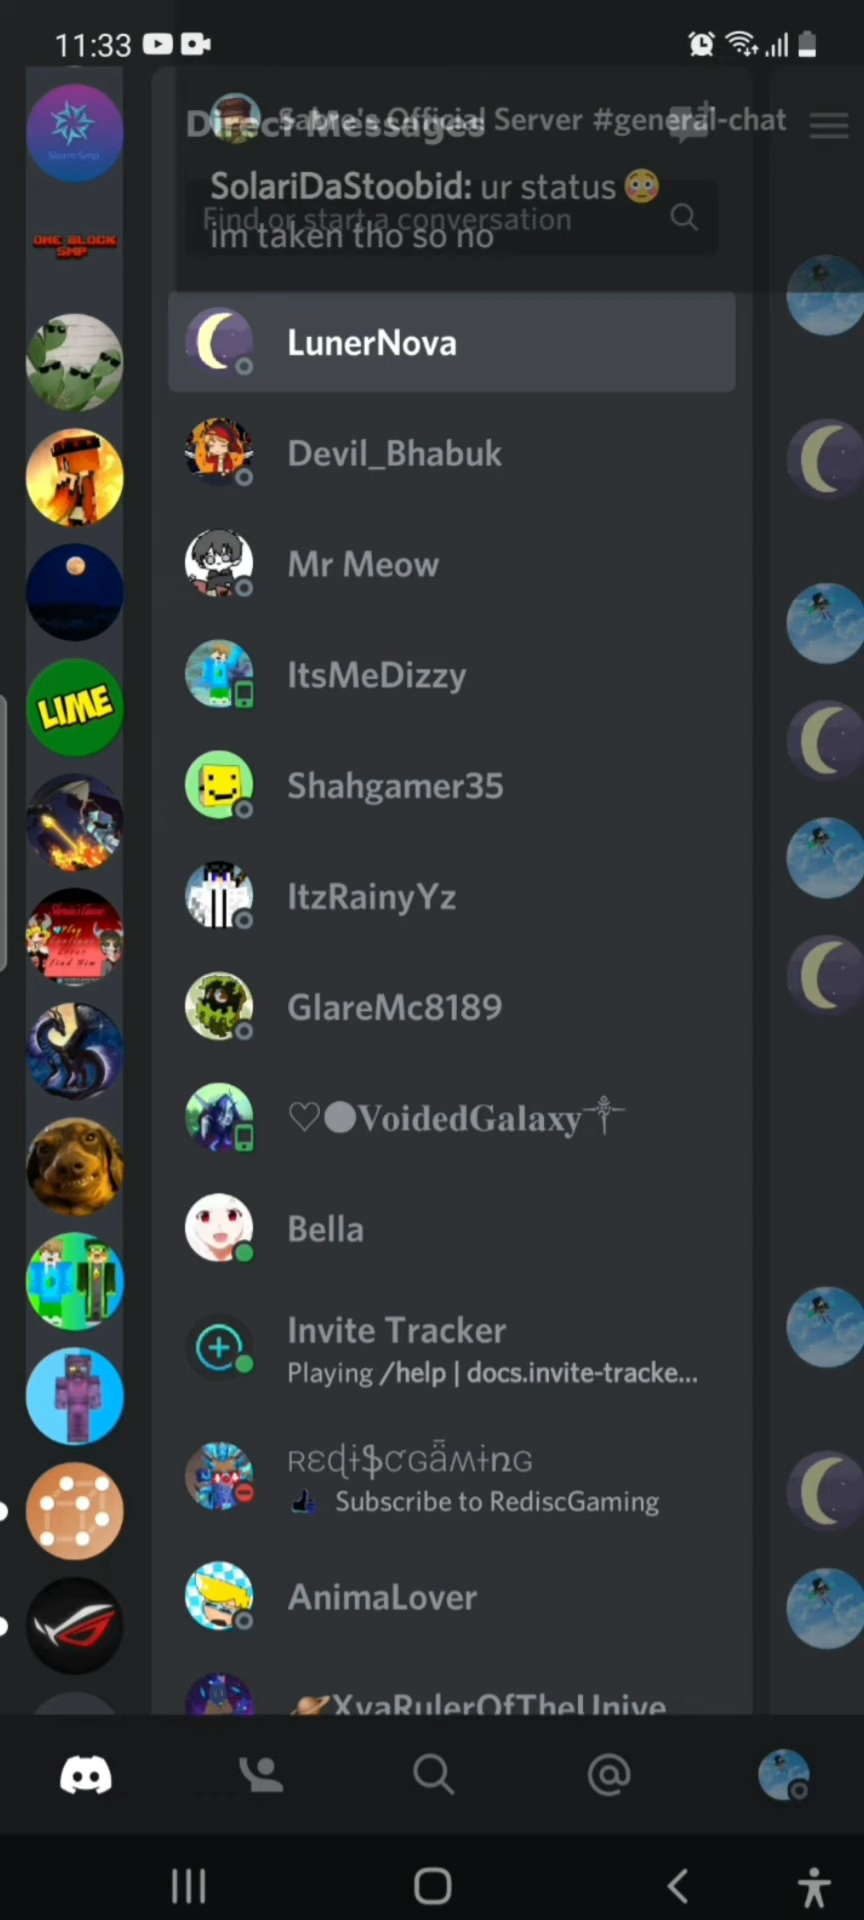 11:33
Storm Smp
ONE BLOCK
SMP
Direct Messages
Sabre's Official Server #general-chat
SolariDaStoobid: ur status 😳
Find or start a conversation
im taken tho so no
LunerNova
Devil_Bhabuk
Mr Meow
ItsMeDizzy
LIME
Shahgamer35
ItzRainyYz
GlareMc8189
♡●VoidedGalaxy
Bella
Invite Tracker
Playing /help | docs.invite-tracke...
Subscribe to RediscGaming
AnimaLover
🪐XyaRulerOfTheUnive